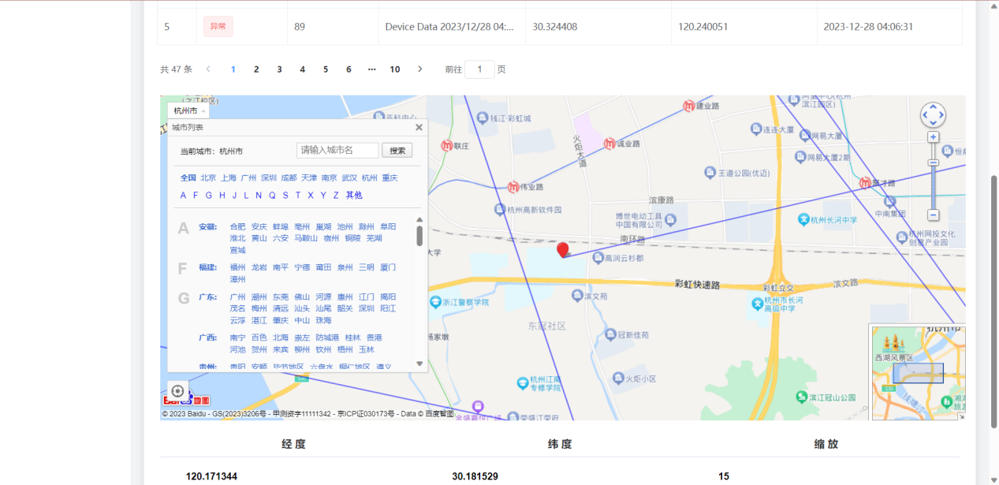 5 异常 89 Device Data 2023/12/28 04:... 30.324408 120.240051 2023-12-28 04:06:31
共 47 条 < 1 2 3 4 5 6 ··· 10 > 前往 1 页
(之江校区)
杭州市
城市列表
当前城市：杭州市 请输入城市名 搜索
全国 北京 上海 广州 深圳 成都 天津 南京 武汉 杭州 重庆
A F G H J L N Q S T X Y Z 其他
A 安徽: 合肥 安庆 蚌埠 亳州 巢湖 池州 滁州 阜阳
淮北 黄山 六安 马鞍山 宿州 铜陵 芜湖
宣城
F 福建: 福州 龙岩 南平 宁德 莆田 泉州 三明 厦门
漳州
G 广东: 广州 潮州 东莞 佛山 河源 惠州 江门 揭阳
茂名 梅州 清远 汕头 汕尾 韶关 深圳 阳江
云浮 湛江 肇庆 中山 珠海
广西: 南宁 百色 北海 崇左 防城港 桂林 贵港
河池 贺州 来宾 柳州 钦州 梧州 玉林
贵州: 贵阳 安顺 毕节地区 六盘水 铜仁地区 遵义
钱江·彩虹城
建业路
滨江园区)
连连大厦
网易大厦
联庄
火炬大道
诚业路
网易大厦2期
王道公园(优迈)
伟业路
滨康路
中南集团
杭州高新软件园
博世电动工具
中国有限公司
杭州长河中学
南环路
杭州网投文化
创意产业园
大学
高润云杉郡
彩虹快速路
彩虹立交
滨文路
浙江警察学院
滨文苑
杭州市长河
高级中学
东冠社区
冠新佳苑
杨家墩
杭州江南
专修学院
火炬小区
滨江冠山公园
荣盛江荣府
杭州市
西湖风景区
钱塘江
地图
© 2023 Baidu - GS(2023)3206号 - 甲测资字11111342 - 京ICP证030173号 - Data © 百度智图
经度 纬度 缩放
120.171344 30.181529 15